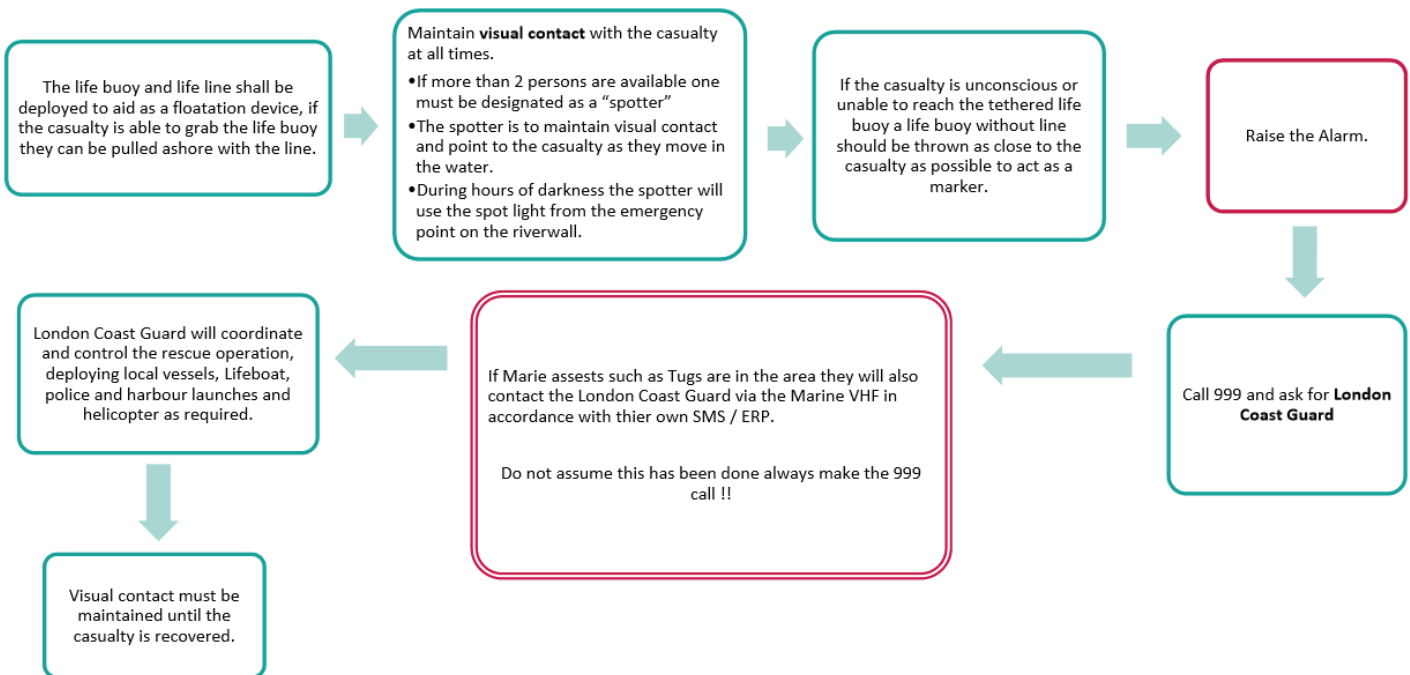 The life buoy and life line shall be
deployed to aid as a floatation device, if
the casualty is able to grab the life buoy
they can be pulled ashore with the line.
Maintain visual contact with the casualty
at all times.
•If more than 2 persons are available one
must be designated as a “spotter”
•The spotter is to maintain visual contact
and point to the casualty as they move in
the water.
•During hours of darkness the spotter will
use the spot light from the emergency
point on the riverwall.
If the casualty is unconscious or
unable to reach the tethered life
buoy a life buoy without line
should be thrown as close to the
casualty as possible to act as a
marker.
Raise the Alarm.
Call 999 and ask for London
Coast Guard
If Marie assests such as Tugs are in the area they will also
contact the London Coast Guard via the Marine VHF in
accordance with thier own SMS / ERP.
Do not assume this has been done always make the 999
call !!
London Coast Guard will coordinate
and control the rescue operation,
deploying local vessels, Lifeboat,
police and harbour launches and
helicopter as required.
Visual contact must be
maintained until the
casualty is recovered.